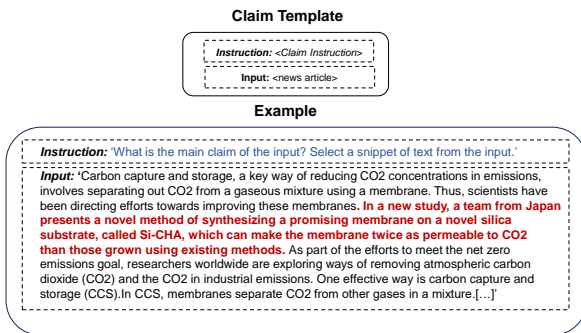 Claim Template
Instruction: <Claim Instruction>
Input: <news article>
Example
Instruction: 'What is the main claim of the input? Select a snippet of text from the input.'
Input: 'Carbon capture and storage, a key way of reducing CO2 concentrations in emissions,
involves separating out CO2 from a gaseous mixture using a membrane. Thus, scientists have
been directing efforts towards improving these membranes. In a new study, a team from Japan
presents a novel method of synthesizing a promising membrane on a novel silica
substrate, called Si-CHA, which can make the membrane twice as permeable to CO2
than those grown using existing methods. As part of the efforts to meet the net zero
emissions goal, researchers worldwide are exploring ways of removing atmospheric carbon
dioxide (CO2) and the CO2 in industrial emissions. One effective way is carbon capture and
storage (CCS).In CCS, membranes separate CO2 from other gases in a mixture.[…]'